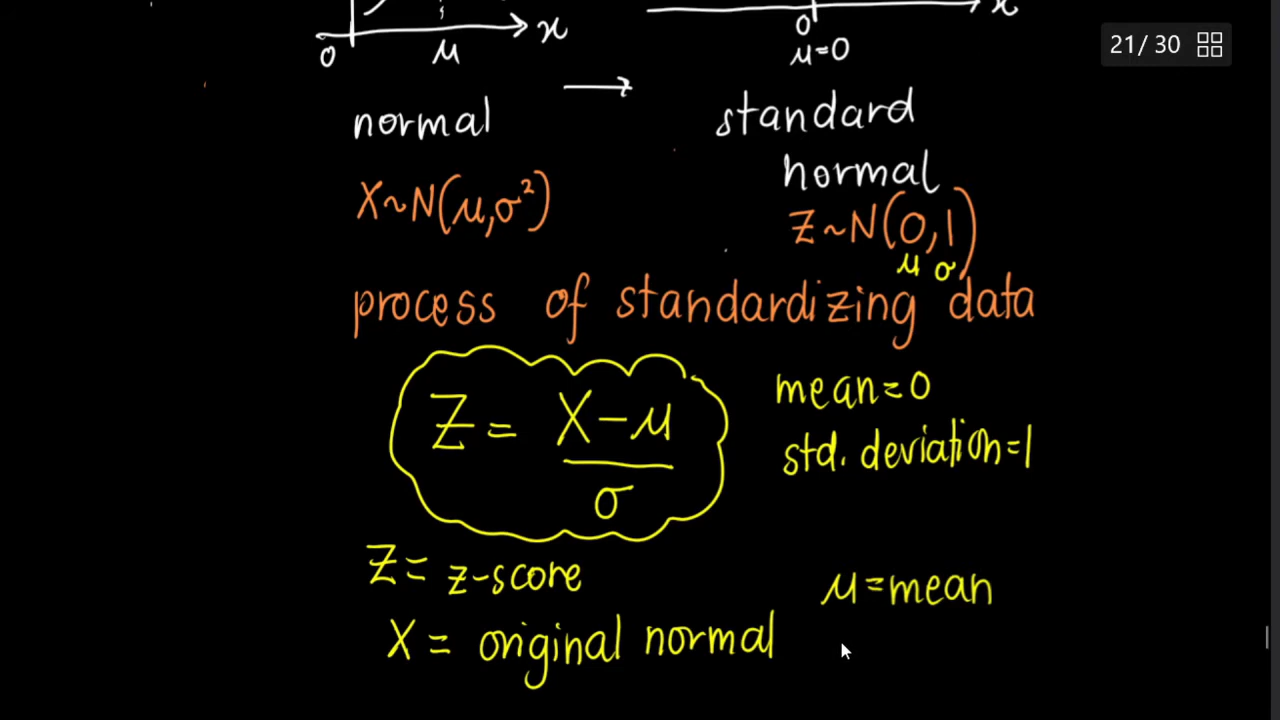 0 μ x
0 x
μ=0
21/ 30
normal → standard
normal
X~N(μ,σ²)
Z~N(0,1)
μ σ
process of standardizing data
Z = X-μ
σ
mean=0
std. deviation=1
Z = z-score
μ=mean
X = original normal